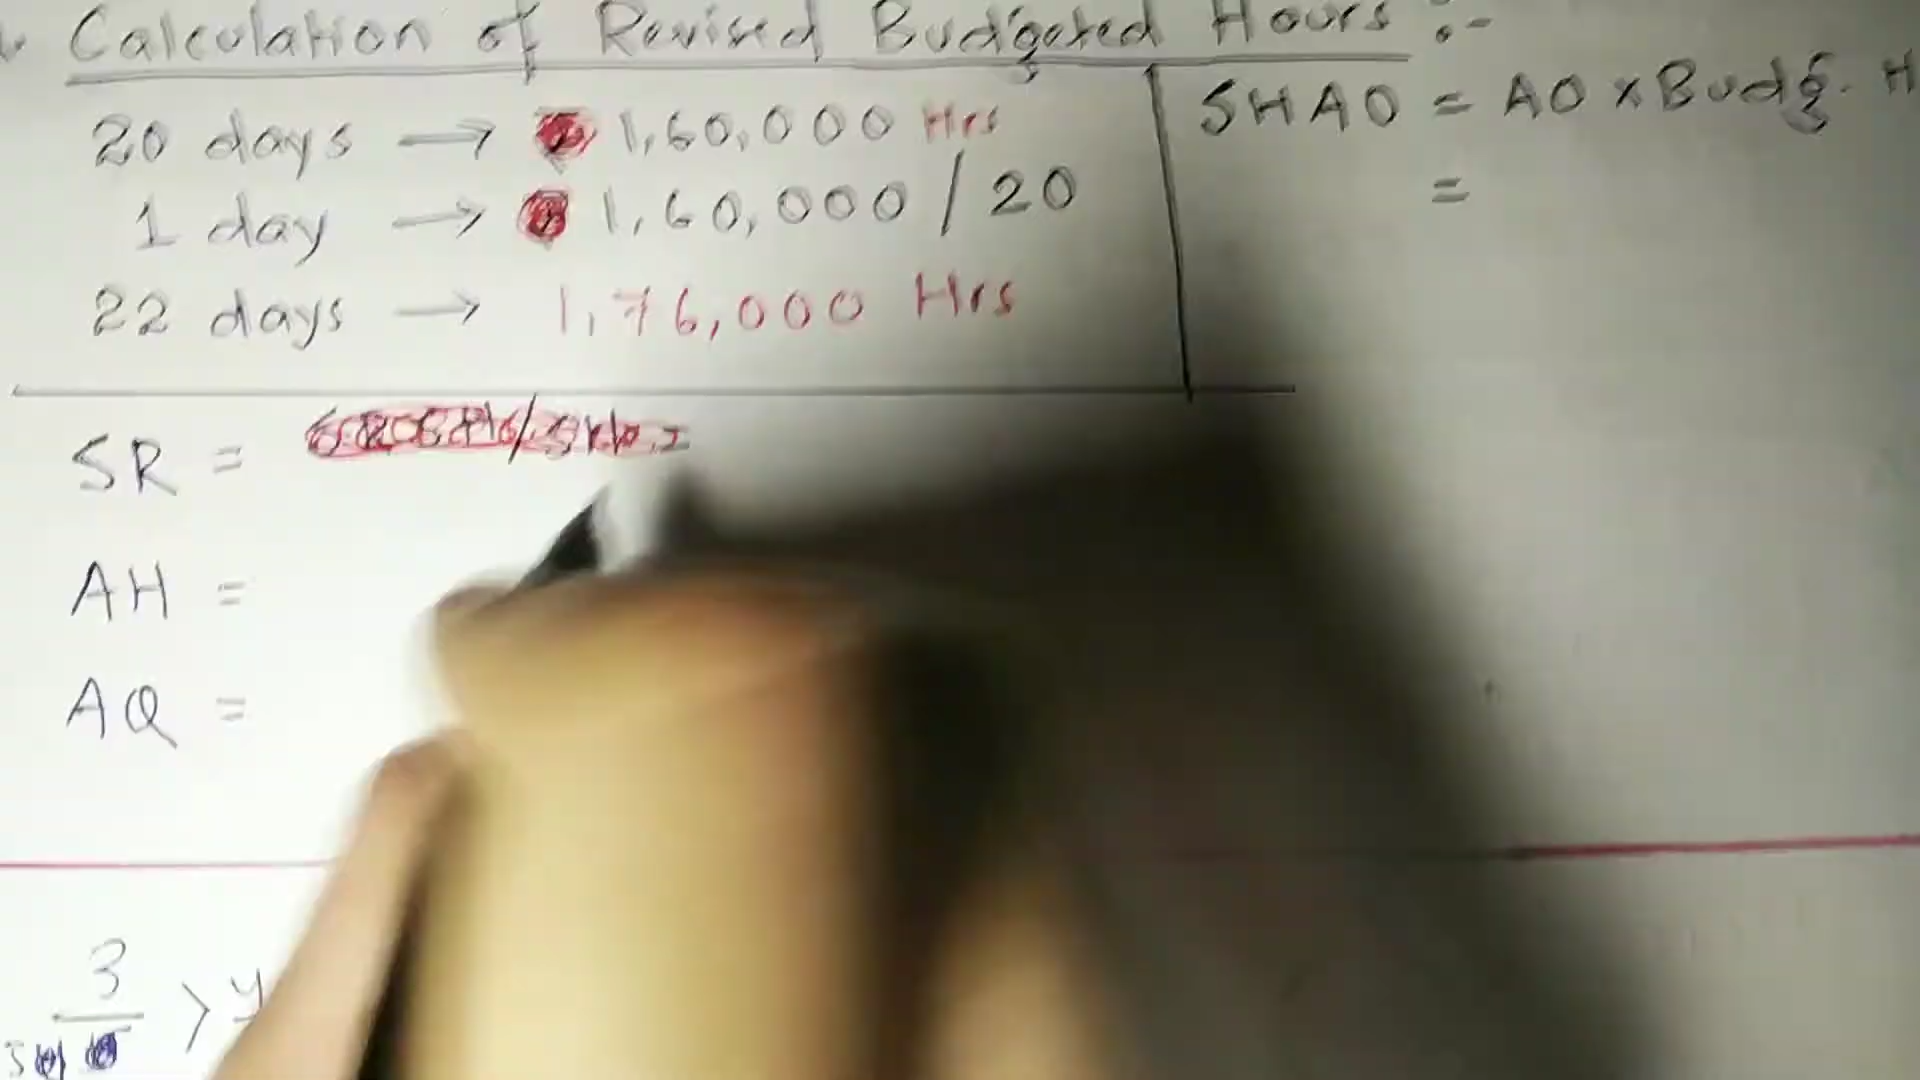 Calculation of Revised Budgeted Hours :-
20 days → 1,60,000 Hrs
1 day → 1,60,000 / 20
22 days → 1,76,000 Hrs
SHAO = AO x Budg. H
=
SR =
AH =
AQ =
3
> y